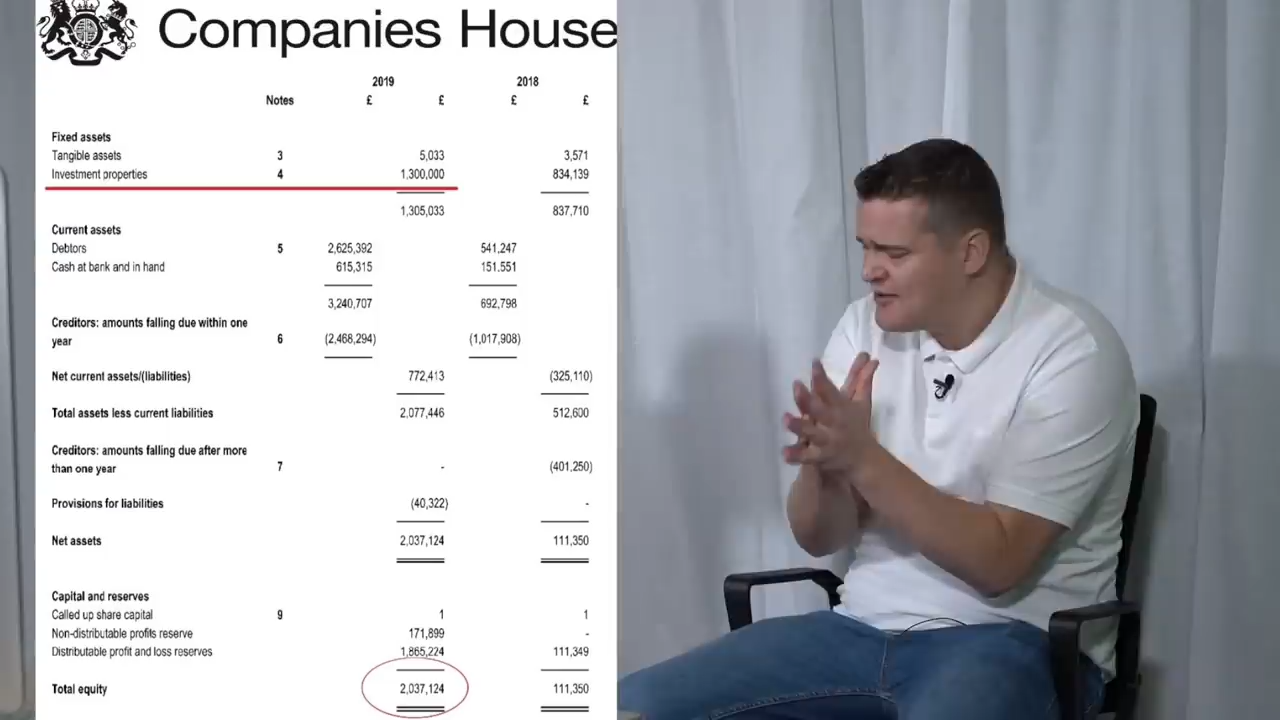 Companies House
2019 2018
Notes £ £ £ £
Fixed assets
Tangible assets 3 5,033 3,571
Investment properties 4 1,300,000 834,139
1,305,033 837,710
Current assets
Debtors 5 2,625,392 541,247
Cash at bank and in hand 615,315 151,551
3,240,707 692,798
Creditors: amounts falling due within one
year 6 (2,468,294) (1,017,908)
Net current assets/(liabilities) 772,413 (325,110)
Total assets less current liabilities 2,077,446 512,600
Creditors: amounts falling due after more
than one year 7 - (401,250)
Provisions for liabilities (40,322) -
Net assets 2,037,124 111,350
Capital and reserves
Called up share capital 9 1 1
Non-distributable profits reserve 171,899 -
Distributable profit and loss reserves 1,865,224 111,349
Total equity 2,037,124 111,350